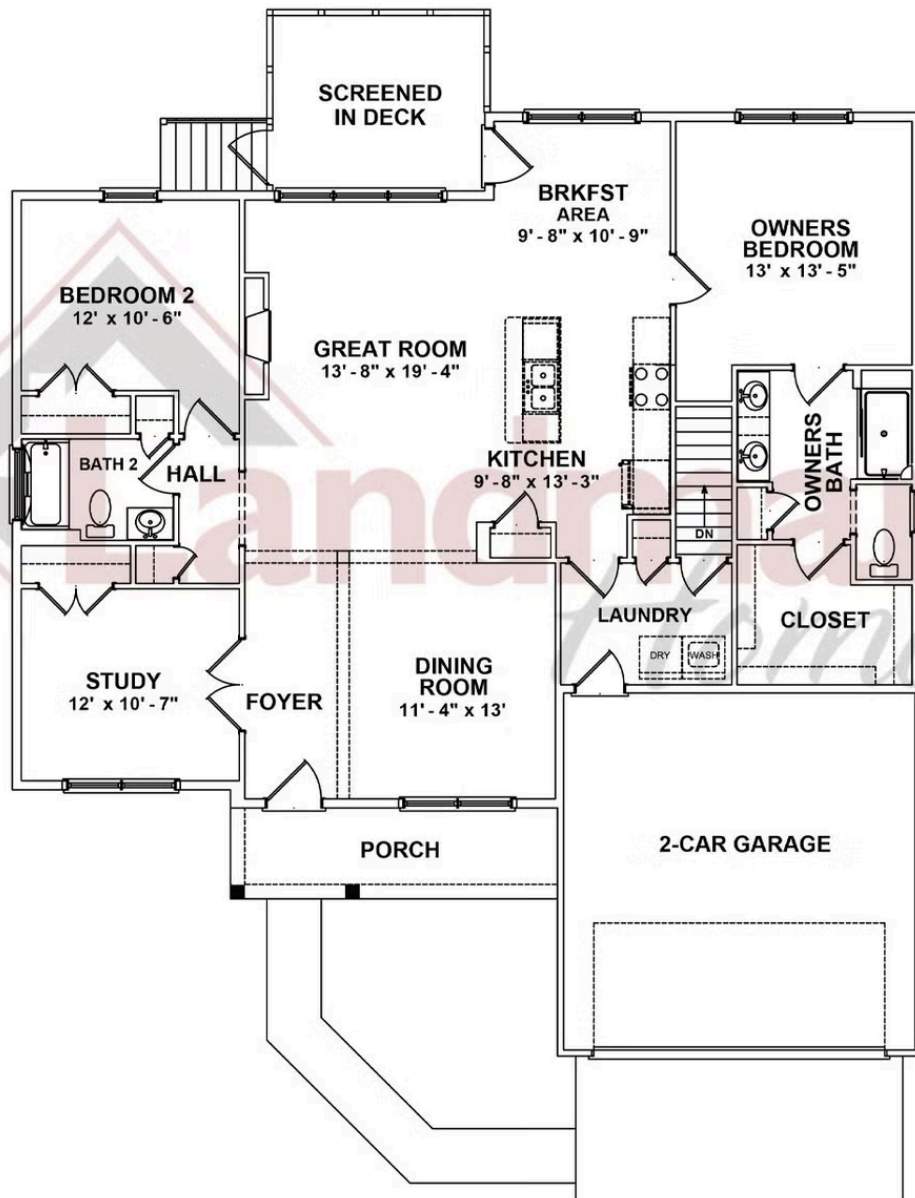 SCREENED
IN DECK
BRKFST
AREA
9' - 8" x 10' - 9"
OWNERS
BEDROOM
13' x 13' - 5"
BEDROOM 2
12' x 10' - 6"
GREAT ROOM
13' - 8" x 19' - 4"
OWNERS
BATH
BATH 2
HALL
KITCHEN
9' - 8" x 13' - 3"
DN
LAUNDRY
DRY
WASH
CLOSET
STUDY
12' x 10' - 7"
FOYER
DINING
ROOM
11' - 4" x 13'
PORCH
2-CAR GARAGE